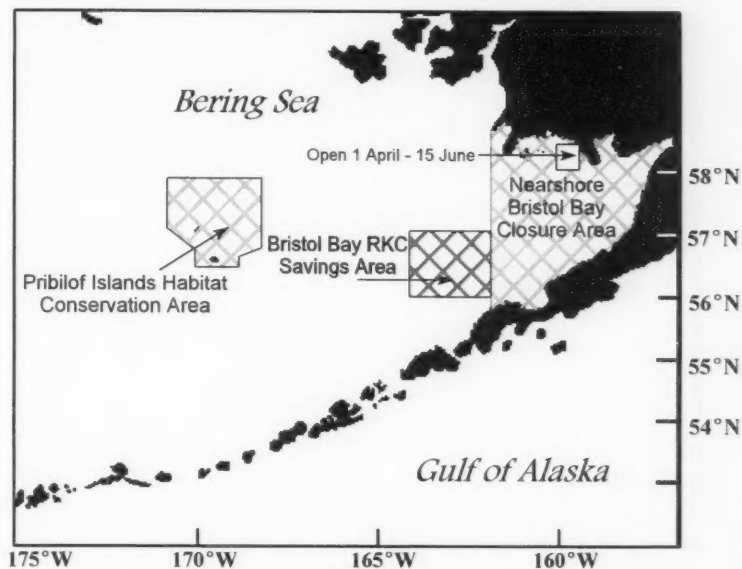 Bering Sea
Open 1 April - 15 June
Nearshore
Bristol Bay
Closure Area
Bristol Bay RKC
Savings Area
Pribilof Islands Habitat
Conservation Area
Gulf of Alaska
58°N
57°N
56°N
55°N
54°N
175°W
170°W
165°W
160°W